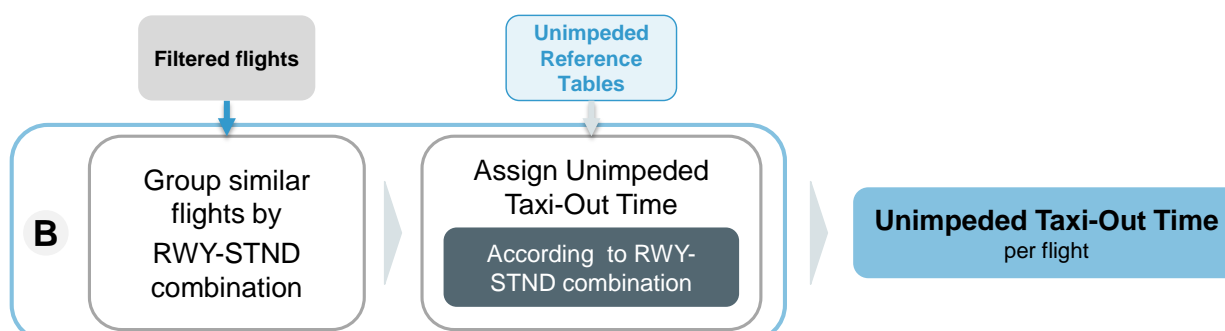 Filtered flights
Unimpeded
Reference
Tables
B
Group similar
flights by
RWY-STND
combination
Assign Unimpeded
Taxi-Out Time
According to RWY-
STND combination
Unimpeded Taxi-Out Time
per flight